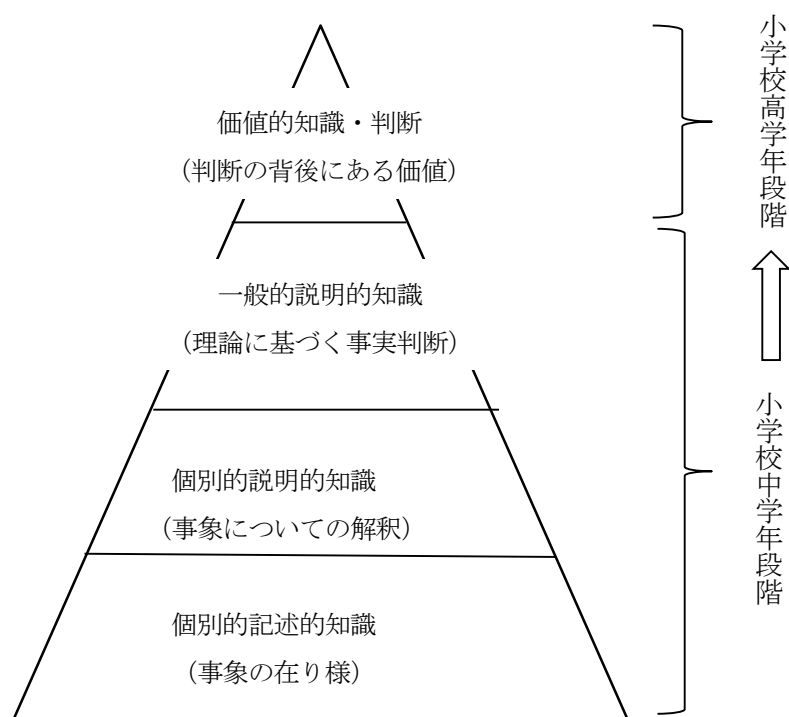 価値的知識・判断
（判断の背後にある価値）
一般的説明的知識
（理論に基づく事実判断）
個別的説明的知識
（事象についての解釈）
個別的記述的知識
（事象の在り様）
小学校高学年段階
小学校中学年段階